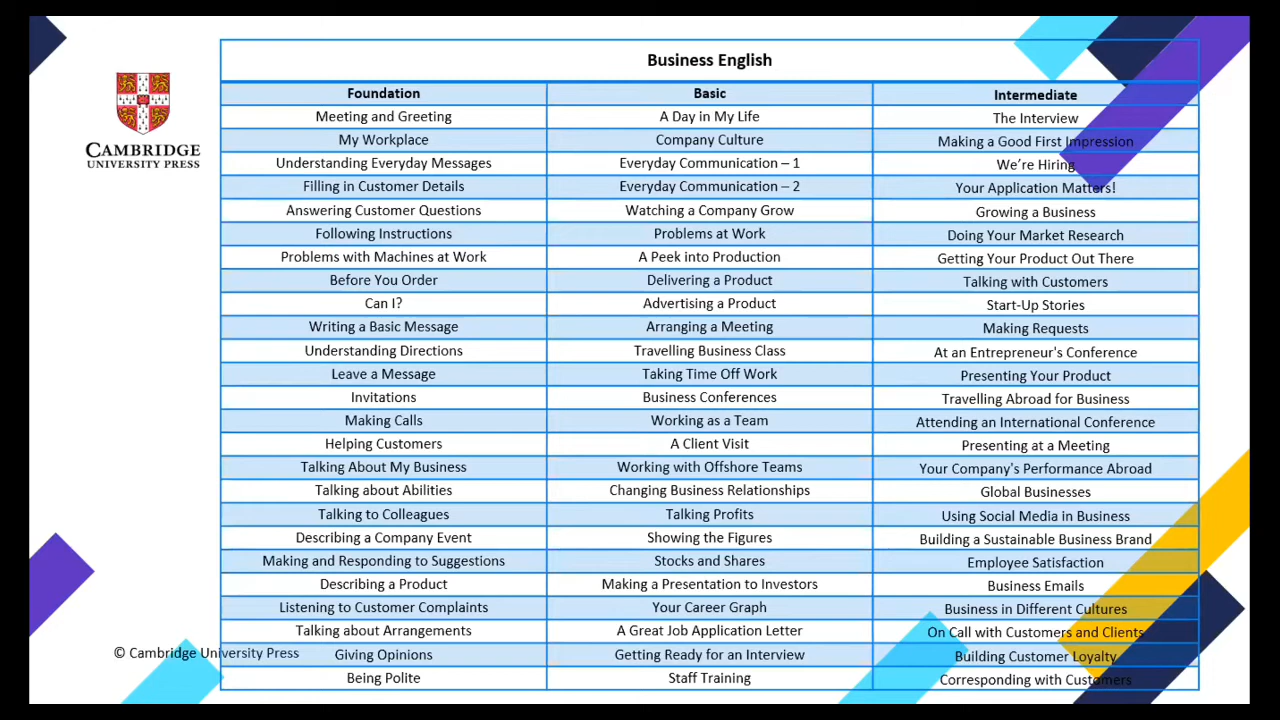 Business English
CAMBRIDGE
UNIVERSITY PRESS
Foundation Basic Intermediate
Meeting and Greeting A Day in My Life The Interview
My Workplace Company Culture Making a Good First Impression
Understanding Everyday Messages Everyday Communication – 1 We’re Hiring
Filling in Customer Details Everyday Communication – 2 Your Application Matters!
Answering Customer Questions Watching a Company Grow Growing a Business
Following Instructions Problems at Work Doing Your Market Research
Problems with Machines at Work A Peek into Production Getting Your Product Out There
Before You Order Delivering a Product Talking with Customers
Can I? Advertising a Product Start-Up Stories
Writing a Basic Message Arranging a Meeting Making Requests
Understanding Directions Travelling Business Class At an Entrepreneur's Conference
Leave a Message Taking Time Off Work Presenting Your Product
Invitations Business Conferences Travelling Abroad for Business
Making Calls Working as a Team Attending an International Conference
Helping Customers A Client Visit Presenting at a Meeting
Talking About My Business Working with Offshore Teams Your Company's Performance Abroad
Talking about Abilities Changing Business Relationships Global Businesses
Talking to Colleagues Talking Profits Using Social Media in Business
Describing a Company Event Showing the Figures Building a Sustainable Business Brand
Making and Responding to Suggestions Stocks and Shares Employee Satisfaction
Describing a Product Making a Presentation to Investors Business Emails
Listening to Customer Complaints Your Career Graph Business in Different Cultures
Talking about Arrangements A Great Job Application Letter On Call with Customers and Clients
Giving Opinions Getting Ready for an Interview Building Customer Loyalty
Being Polite Staff Training Corresponding with Customers
© Cambridge University Press